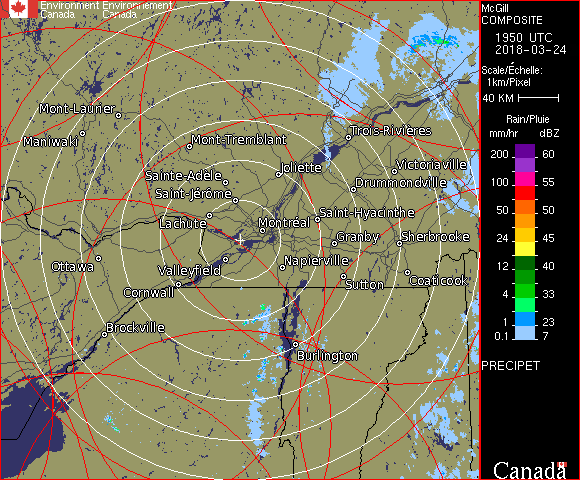 Environment Environnement
Canada Canada
McGill
COMPOSITE
1950 UTC
2018-03-24
Scale/Échelle:
1km/Pixel
40 KM
Rain/Pluie
mm/hr dBZ
200 60
100 55
50 50
24 45
12 40
8 37
4 33
1 23
0.1 7
PRECIPET
Canada
Mont-Laurier
Maniwaki
Mont-Tremblant
Trois-Rivières
Joliette
Victoriaville
Sainte-Adèle
Drummondville
Saint-Jérôme
Lachute
Saint-Hyacinthe
Montréal
Granby
Sherbrooke
Ottawa
Valleyfield
Napierville
Cornwall
Sutton
Coaticook
Brockville
Burlington